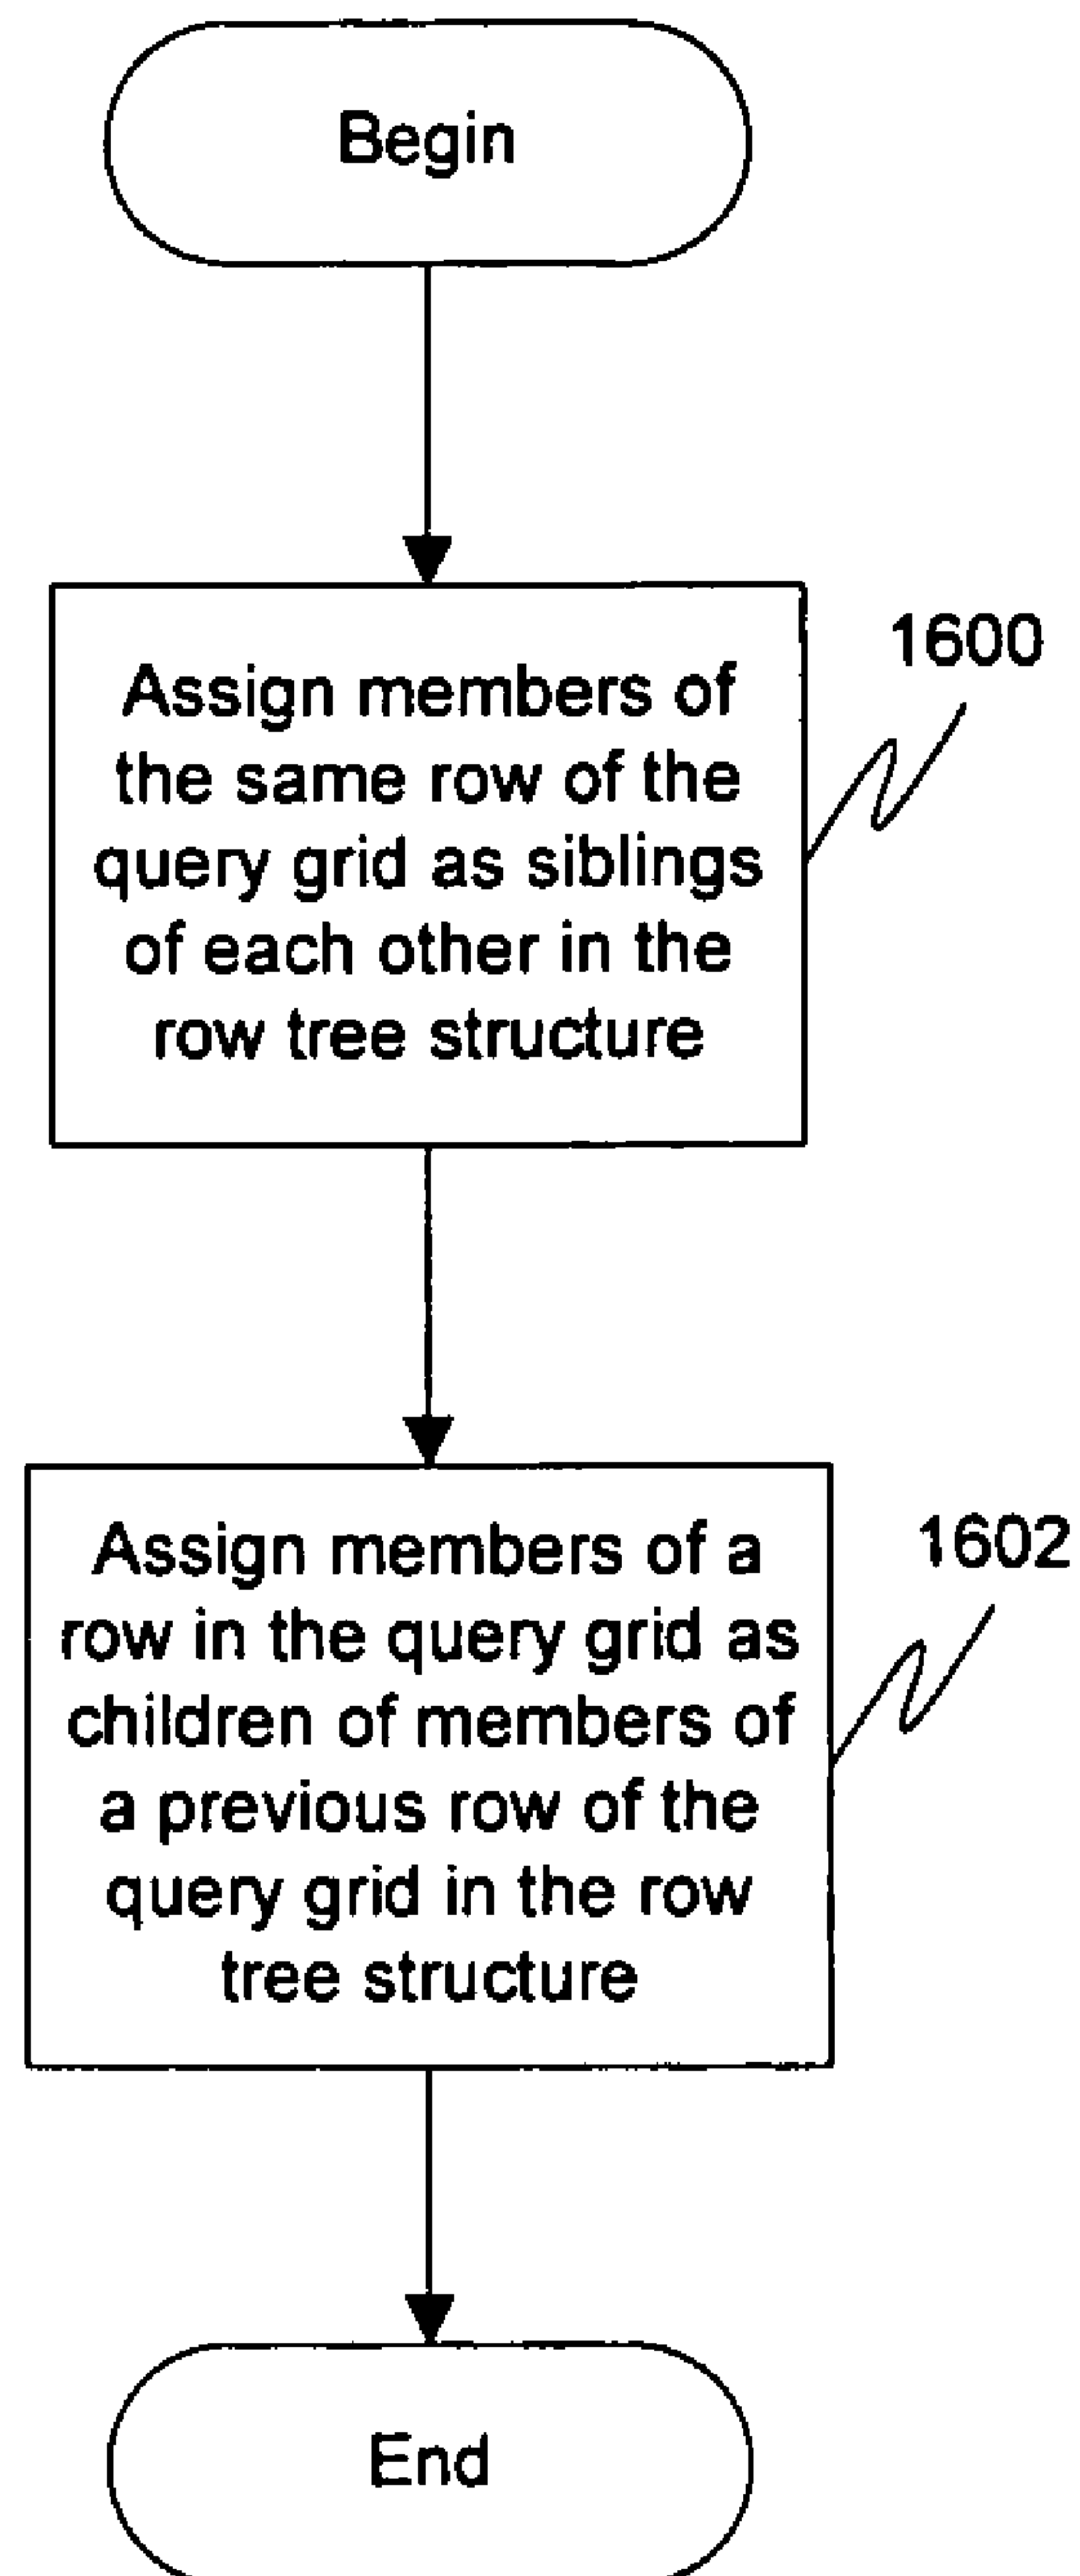 Begin
1600
Assign members of
the same row of the
query grid as siblings
of each other in the
row tree structure
1602
Assign members of a
row in the query grid as
children of members of
a previous row of the
query grid in the row
tree structure
End